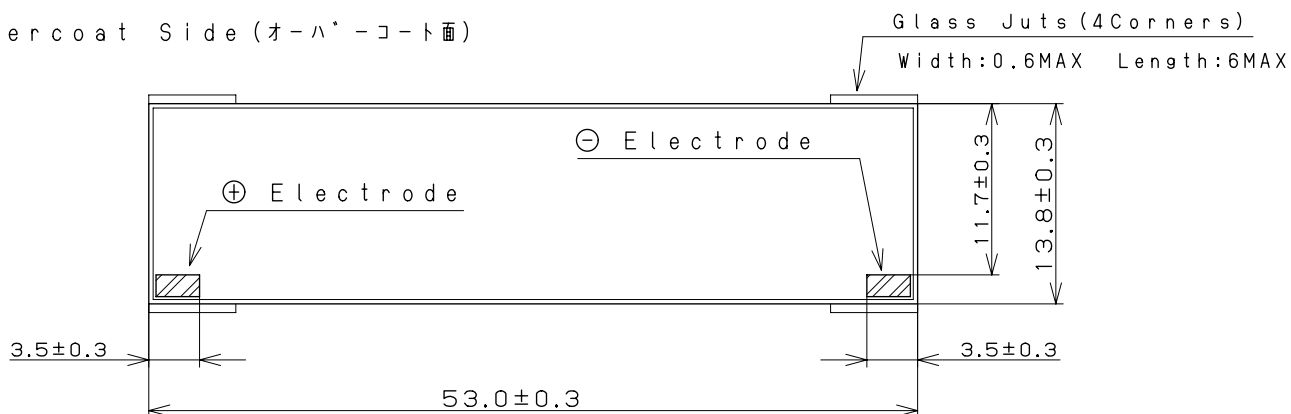 ercoat Side(オーバーコート面)
Glass Juts(4Corners)
Width:0.6MAX Length:6MAX
⊖ Electrode
⊕ Electrode
11.7±0.3
13.8±0.3
3.5±0.3
3.5±0.3
53.0±0.3